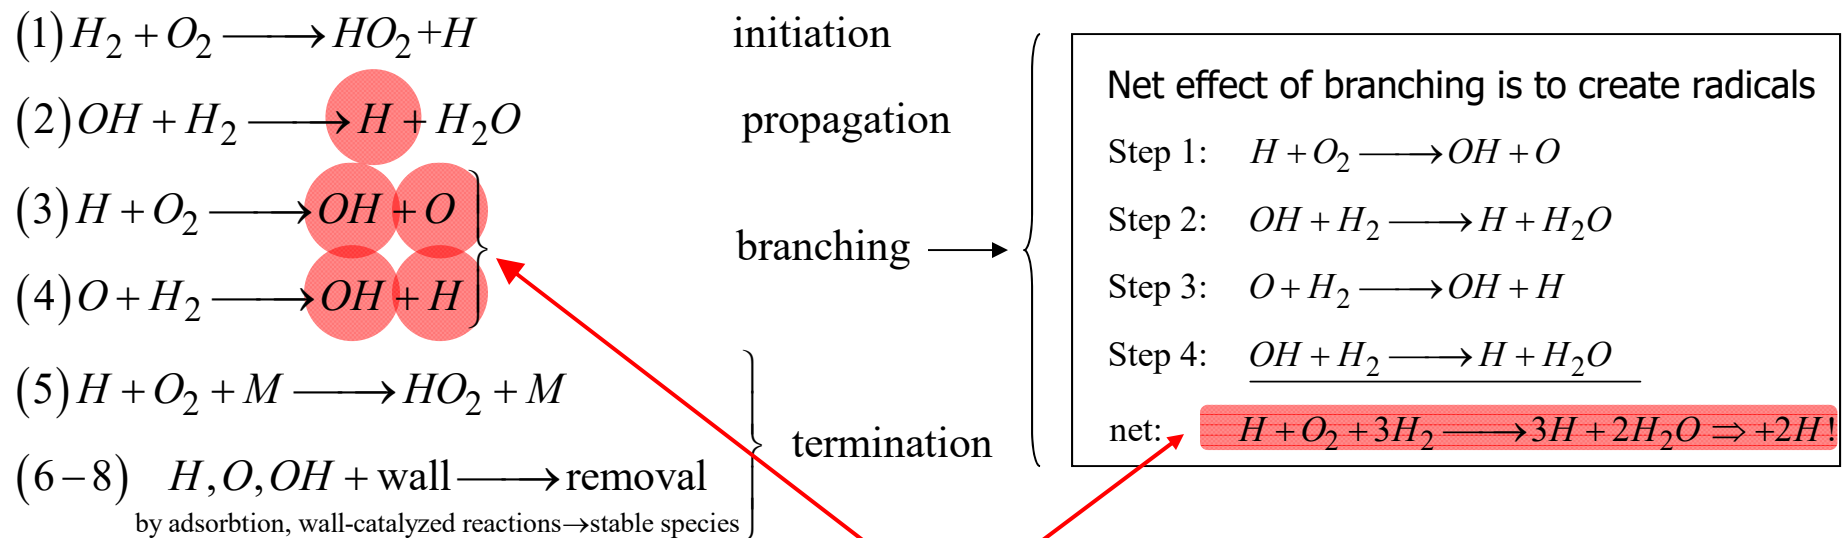 (1) H₂ + O₂ ⟶ HO₂+H initiation
(2) OH + H₂ ⟶ H + H₂O propagation
(3) H + O₂ ⟶ OH + O
(4) O + H₂ ⟶ OH + H
branching ⟶
(5) H + O₂ + M ⟶ HO₂ + M
(6−8) H, O, OH + wall ⟶ removal
by adsorbtion, wall-catalyzed reactions→stable species
termination
Net effect of branching is to create radicals
Step 1: H + O₂ ⟶ OH + O
Step 2: OH + H₂ ⟶ H + H₂O
Step 3: O + H₂ ⟶ OH + H
Step 4: OH + H₂ ⟶ H + H₂O
net: H + O₂ + 3H₂ ⟶ 3H + 2H₂O ⇒ +2H!